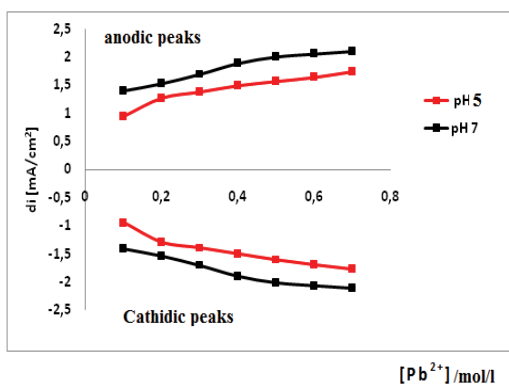 anodic peaks
2,5
2
1,5
1
0,5
0
-0,5
-1
-1,5
-2
-2,5
0 0,2 0,4 0,6 0,8
di [mA/cm²]
pH 5
pH 7
Cathidic peaks
[Pb²⁺] /mol/l